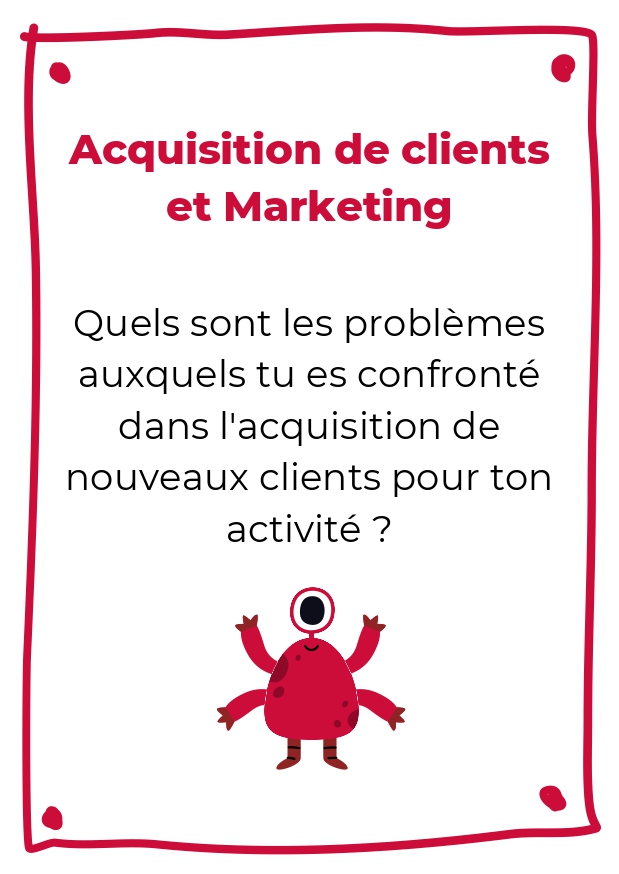 Acquisition de clients
et Marketing
Quels sont les problèmes
auxquels tu es confronté
dans l'acquisition de
nouveaux clients pour ton
activité ?